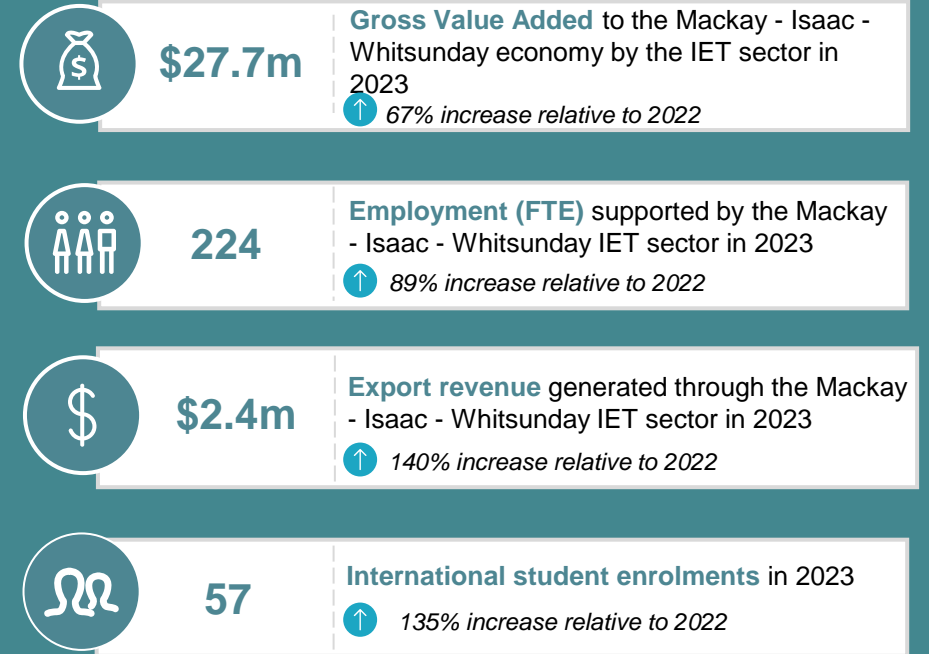 $27.7m
Gross Value Added to the Mackay - Isaac -
Whitsunday economy by the IET sector in
2023
67% increase relative to 2022
224
Employment (FTE) supported by the Mackay
- Isaac - Whitsunday IET sector in 2023
89% increase relative to 2022
$2.4m
Export revenue generated through the Mackay
- Isaac - Whitsunday IET sector in 2023
140% increase relative to 2022
57
International student enrolments in 2023
135% increase relative to 2022